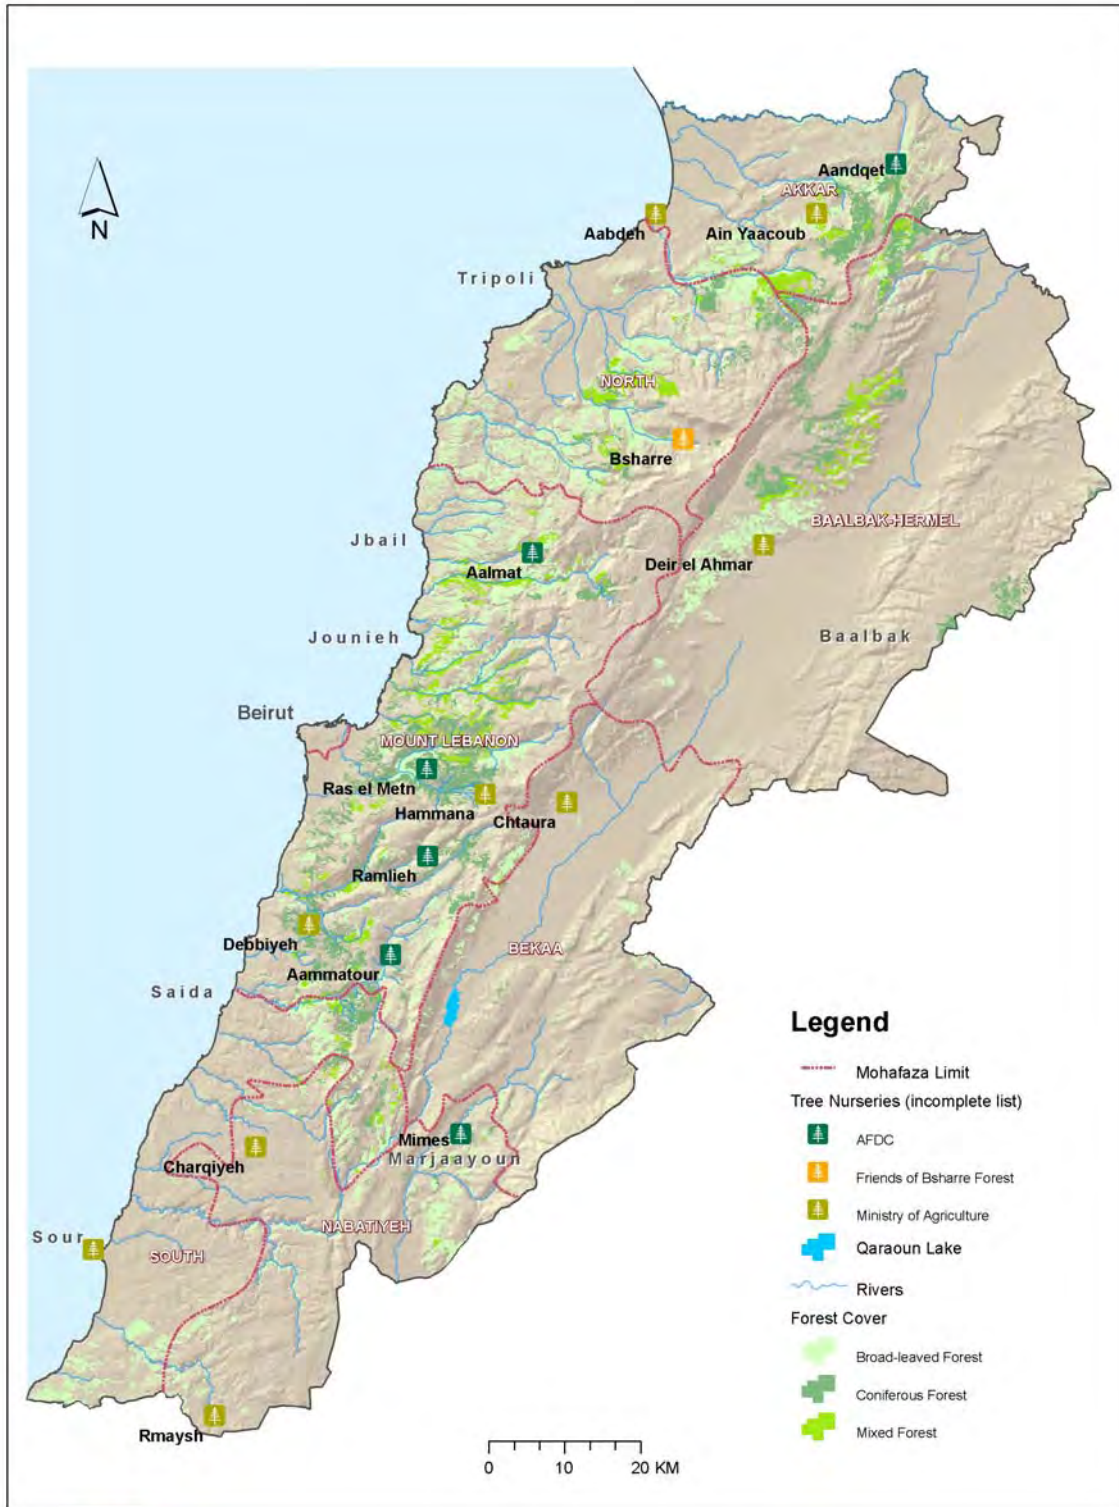 Aandqet
AKKAR
Aabdeh
Ain Yaacoub
N
Tripoli
NORTH
Bsharre
BAALBAK-HERMEL
Jbail
Deir el Ahmar
Aalmat
Jounieh
Baalbak
Beirut
MOUNT LEBANON
Ras el Metn
Hammana
Chtaura
Ramlieh
Debbiyeh
BEKAA
Aammatour
Saida
Legend
Mohafaza Limit
Tree Nurseries (incomplete list)
AFDC
Friends of Bsharre Forest
Ministry of Agriculture
Qaraoun Lake
Rivers
Forest Cover
Broad-leaved Forest
Coniferous Forest
Mixed Forest
Mimes
Marjaayoun
Charqiyeh
NABATIYEH
Sour
SOUTH
Rmaysh
0 10 20 KM